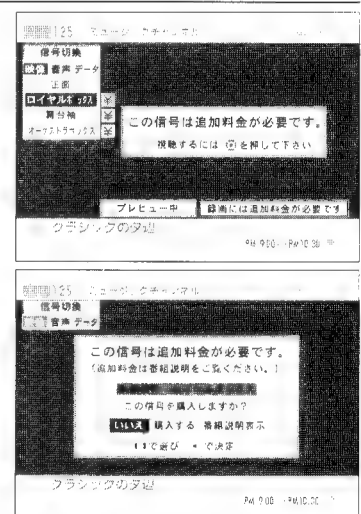 125 ミュージックチャンネル
信号切換
映像 音声 データ
正面
ロイヤルボックス
舞台袖
オーケストラボックス
この信号は追加料金が必要です。
視聴するには を押して下さい
プレビュー中 録画には追加料金が必要です
クラシックの夕辺
PM 9:00 PM10:30
125 ミュージックチャンネル
信号切換
音声 データ
この信号は追加料金が必要です。
(追加料金は番組説明をご覧ください。)
この信号を購入しますか?
いいえ 購入する 番組説明表示
で選び で決定
クラシックの夕辺
PM 9:00 PM10:30